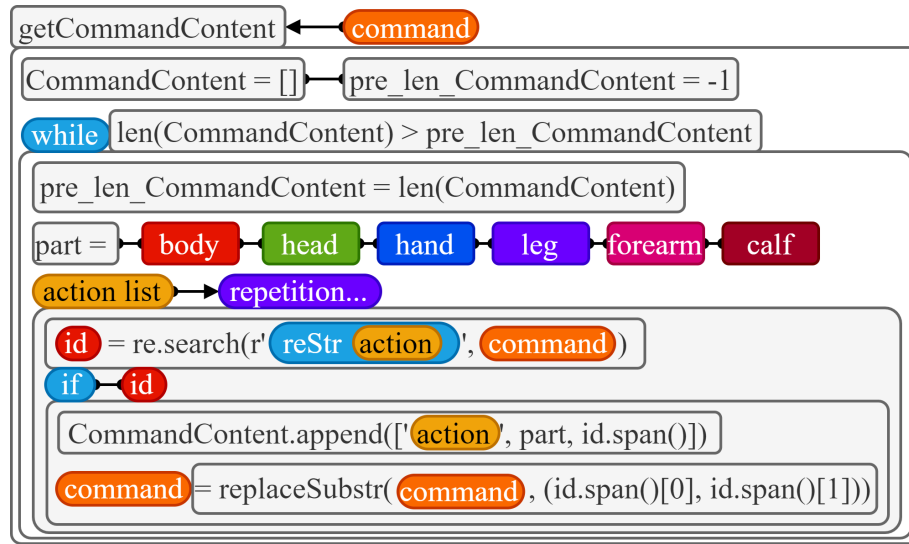 getCommandContent command
CommandContent = [] pre_len_CommandContent = -1
while len(CommandContent) > pre_len_CommandContent
pre_len_CommandContent = len(CommandContent)
part = body head hand leg forearm calf
action list repetition...
id = re.search(r' reStr action ', command )
if id
CommandContent.append([' action ', part, id.span()])
command = replaceSubstr( command , (id.span()[0], id.span()[1]))